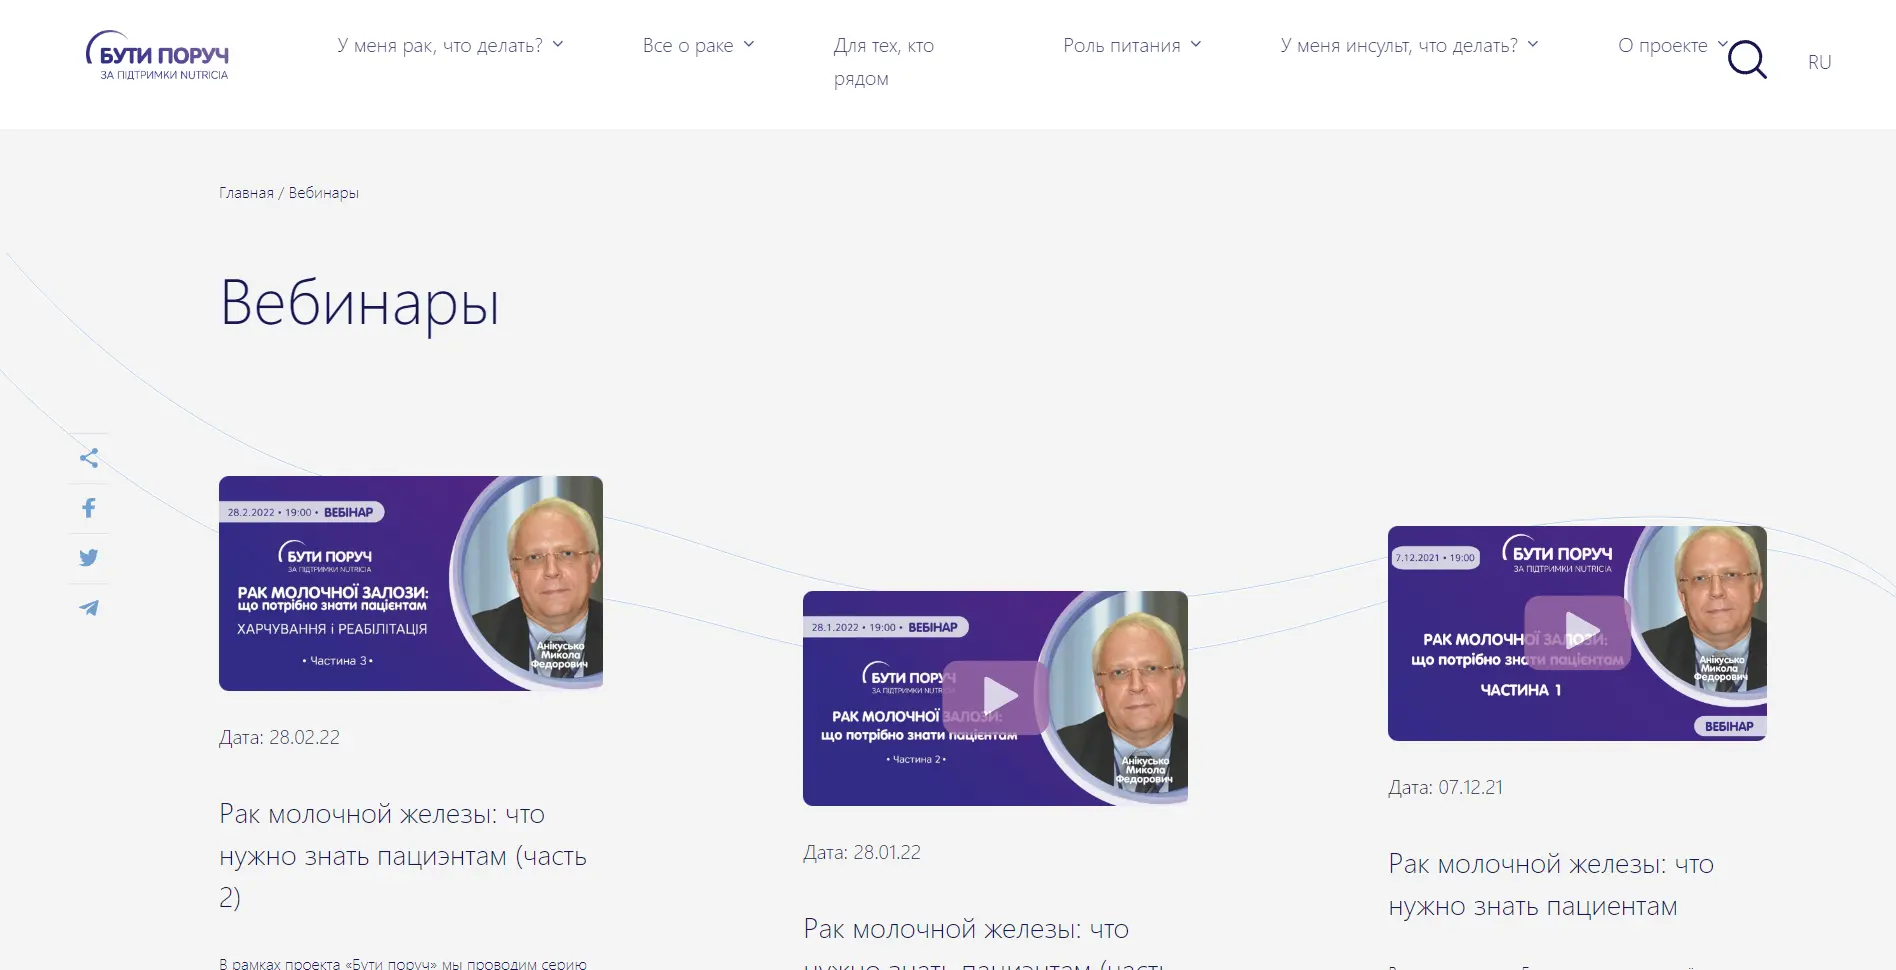 БУТИ ПОРУЧ
ЗА ПІДТРИМКИ NUTRICIA
У меня рак, что делать?
Все о раке
Для тех, кто
рядом
Роль питания
У меня инсульт, что делать?
О проекте
RU
Главная / Вебинары
Вебинары
28.2.2022 • 19:00 • ВЕБІНАР
БУТИ ПОРУЧ
ЗА ПІДТРИМКИ NUTRICIA
РАК МОЛОЧНОЇ ЗАЛОЗИ:
що потрібно знати пацієнтам
ХАРЧУВАННЯ і РЕАБІЛІТАЦІЯ
• Частина 3 •
Анікусько
Микола
Федорович
Дата: 28.02.22
Рак молочной железы: что
нужно знать пациэнтам (часть
2)
В рамках проекта «Бути поруч» мы проводим серию
28.1.2022 • 19:00 • ВЕБІНАР
БУТИ ПОРУЧ
ЗА ПІДТРИМКИ NUTRICIA
РАК МОЛОЧНОЇ ЗАЛОЗИ:
що потрібно знати пацієнтам
• Частина 2 •
Анікусько
Микола
Федорович
Дата: 28.01.22
Рак молочной железы: что
нужно знать пациентам (часть
7.12.2021 • 19:00
БУТИ ПОРУЧ
ЗА ПІДТРИМКИ NUTRICIA
РАК МОЛОЧНОЇ ЗАЛОЗИ:
що потрібно знати пацієнтам
ЧАСТИНА 1
Анікусько
Микола
Федорович
ВЕБІНАР
Дата: 07.12.21
Рак молочной железы: что
нужно знать пациентам